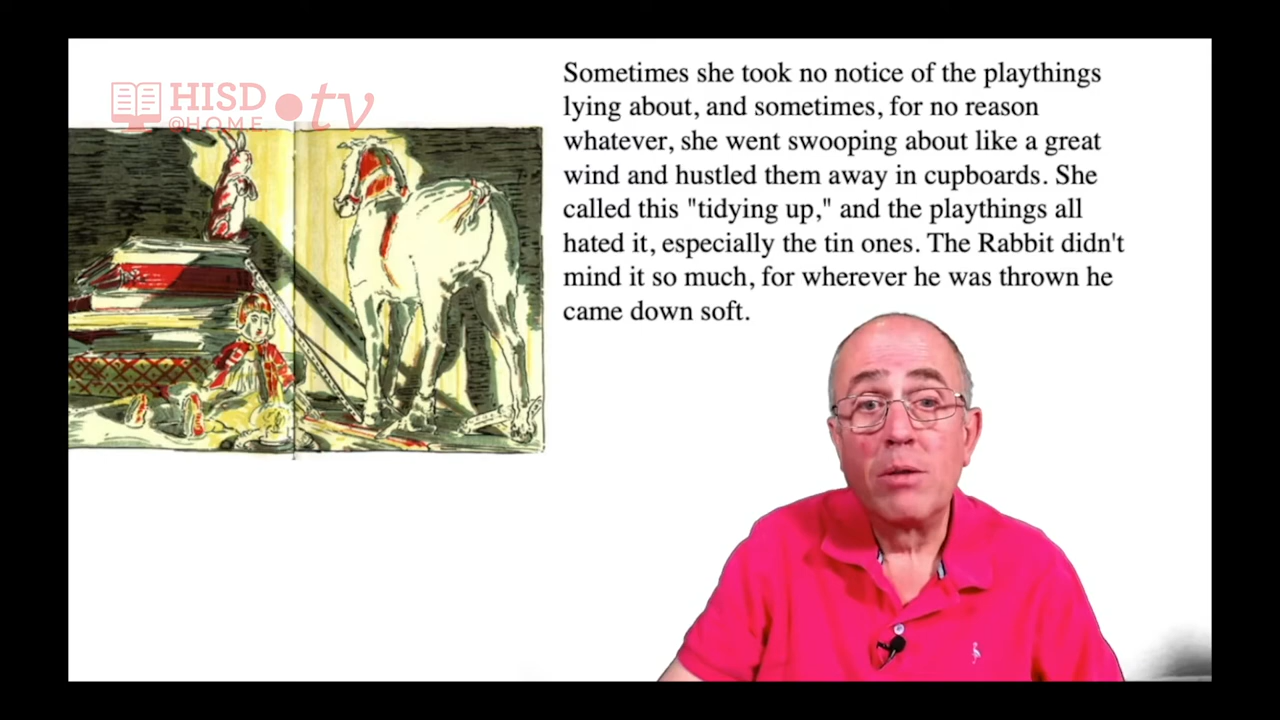 HISD
@HOME
tv
Sometimes she took no notice of the playthings
lying about, and sometimes, for no reason
whatever, she went swooping about like a great
wind and hustled them away in cupboards. She
called this "tidying up," and the playthings all
hated it, especially the tin ones. The Rabbit didn't
mind it so much, for wherever he was thrown he
came down soft.